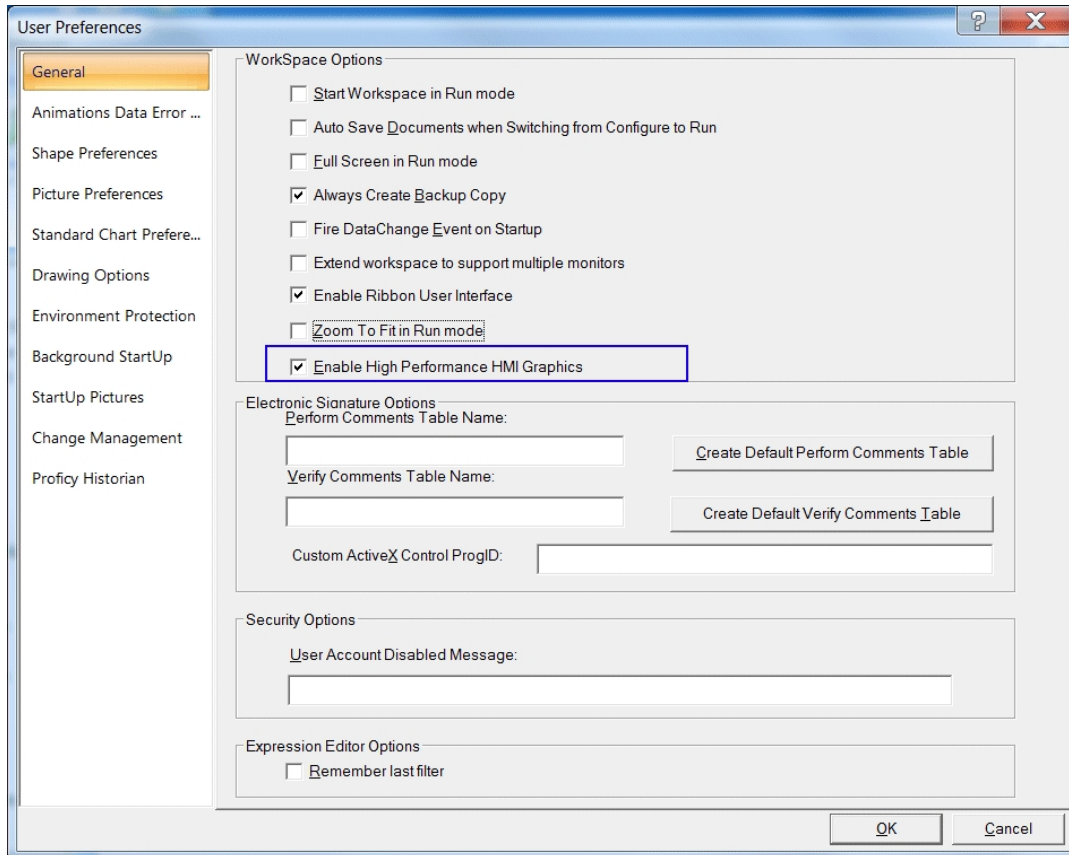 User Preferences
General
Animations Data Error ...
Shape Preferences
Picture Preferences
Standard Chart Prefere...
Drawing Options
Environment Protection
Background StartUp
StartUp Pictures
Change Management
Proficy Historian
WorkSpace Options
Start Workspace in Run mode
Auto Save Documents when Switching from Configure to Run
Full Screen in Run mode
Always Create Backup Copy
Fire DataChange Event on Startup
Extend workspace to support multiple monitors
Enable Ribbon User Interface
Zoom To Fit in Run mode
Enable High Performance HMI Graphics
Electronic Signature Options
Perform Comments Table Name:
Create Default Perform Comments Table
Verify Comments Table Name:
Create Default Verify Comments Table
Custom ActiveX Control ProgID:
Security Options
User Account Disabled Message:
Expression Editor Options
Remember last filter
OK Cancel